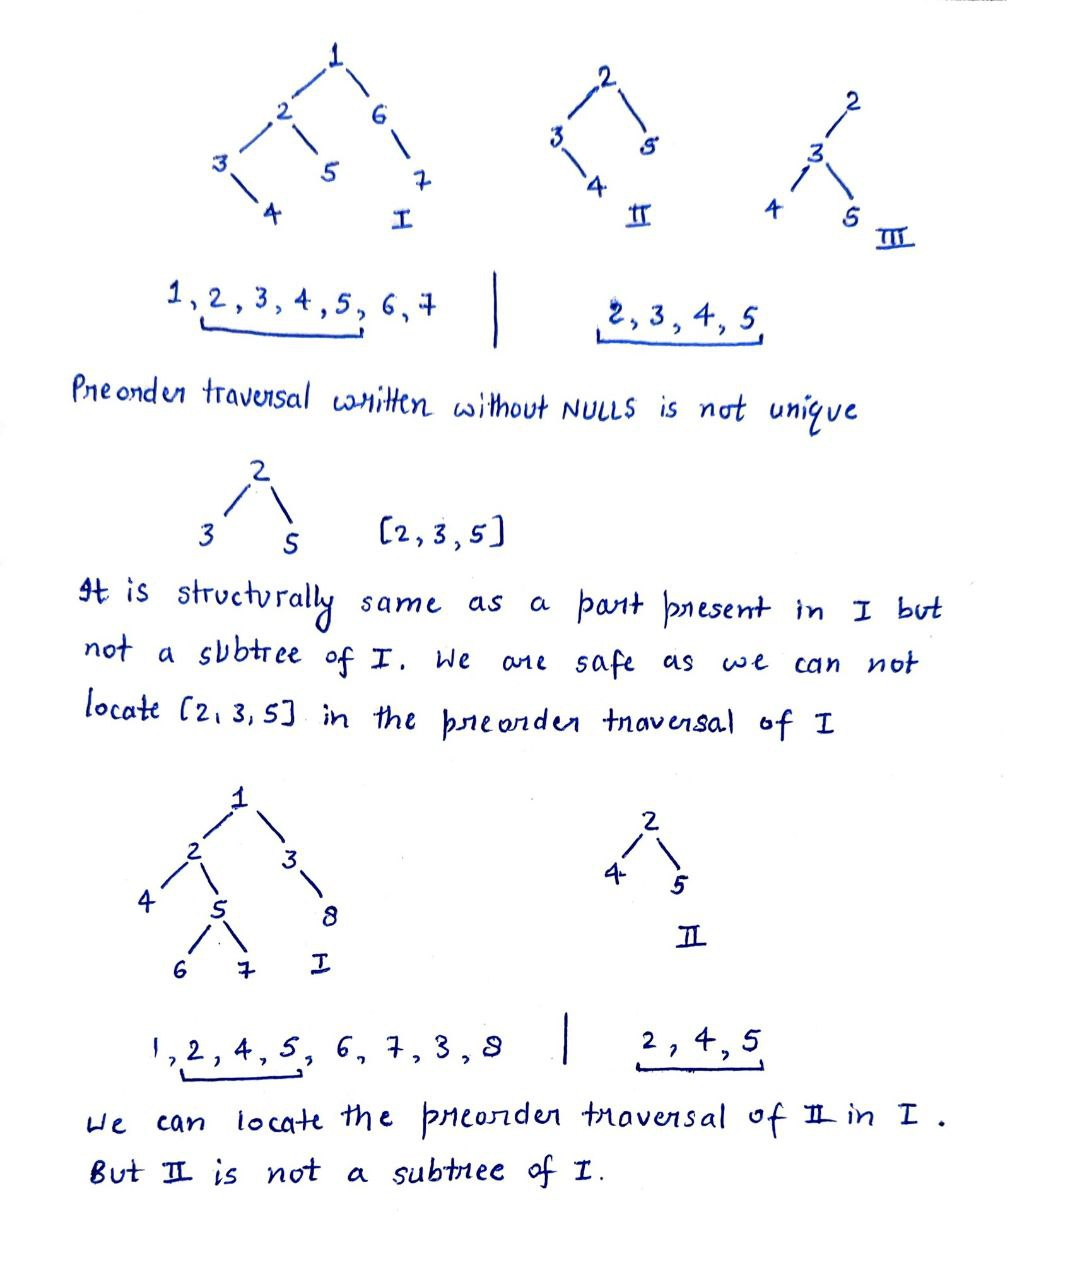 1
2 6
3 5 7
4 I
2
3 5
4
II
2
3
4 5
III
1, 2, 3, 4, 5, 6, 7 | 2, 3, 4, 5
Preorder traversal written without NULLS is not unique
2
3 5 [2, 3, 5]
It is structurally same as a part present in I but
not a subtree of I. We are safe as we can not
locate [2, 3, 5] in the preorder traversal of I
1
2 3
4 5 8
6 7 I
2
4 5
II
1, 2, 4, 5, 6, 7, 3, 8 | 2, 4, 5
We can locate the preorder traversal of II in I.
But II is not a subtree of I.